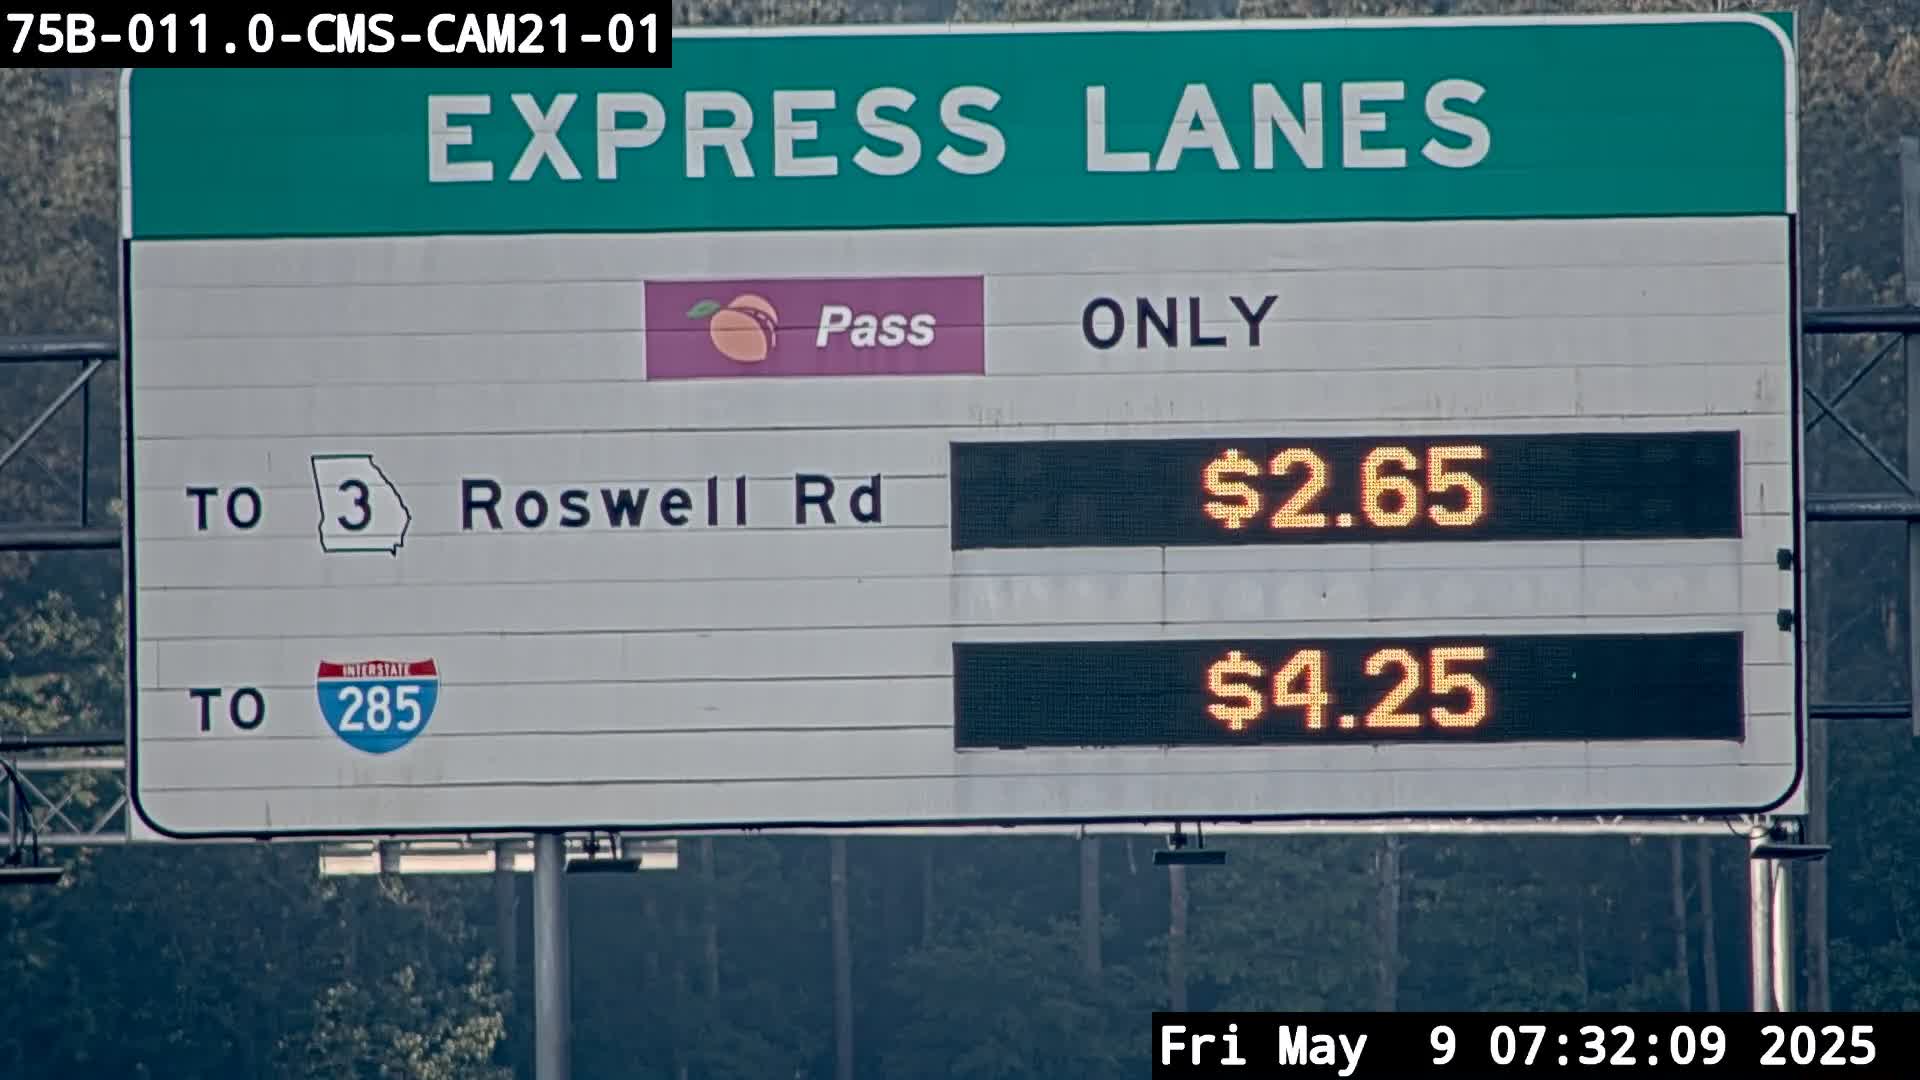 75B-011.0-CMS-CAM21-01
EXPRESS LANES
Pass ONLY
TO 3 Roswell Rd $2.65
TO INTERSTATE 285 $4.25
Fri May 9 07:32:09 2025